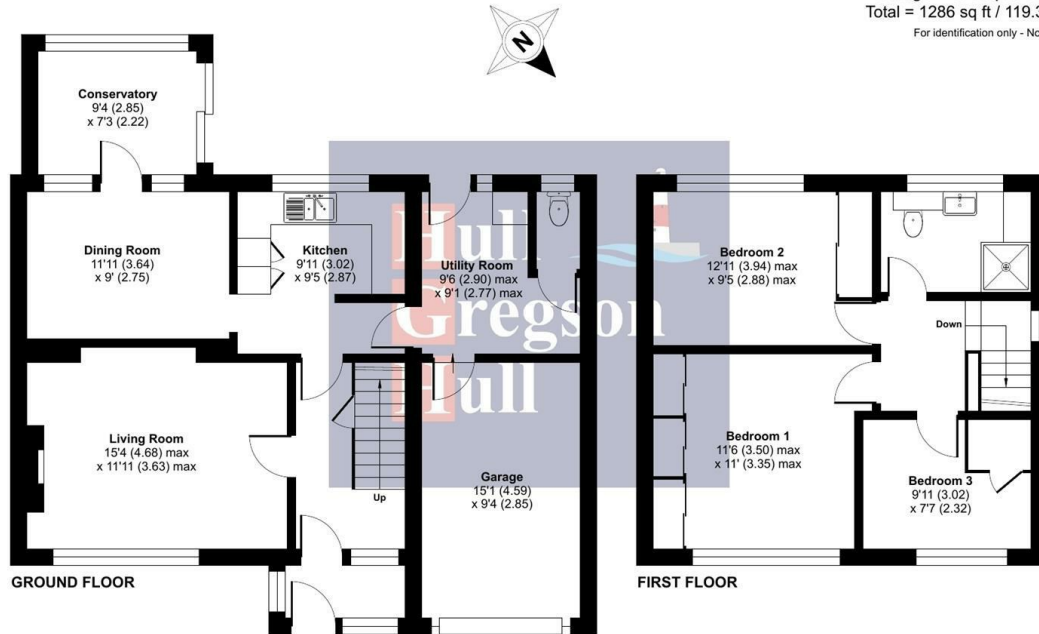 Total = 1286 sq ft / 119.3
For identification only - No
N
Conservatory
9'4 (2.85)
x 7'3 (2.22)
Dining Room
11'11 (3.64)
x 9' (2.75)
Kitchen
9'11 (3.02)
x 9'5 (2.87)
Utility Room
9'6 (2.90) max
x 9'1 (2.77) max
Living Room
15'4 (4.68) max
x 11'11 (3.63) max
Up
Garage
15'1 (4.59)
x 9'4 (2.85)
GROUND FLOOR
Hull
Gregson
Hull
Bedroom 2
12'11 (3.94) max
x 9'5 (2.88) max
Down
Bedroom 1
11'6 (3.50) max
x 11' (3.35) max
Bedroom 3
9'11 (3.02)
x 7'7 (2.32)
FIRST FLOOR